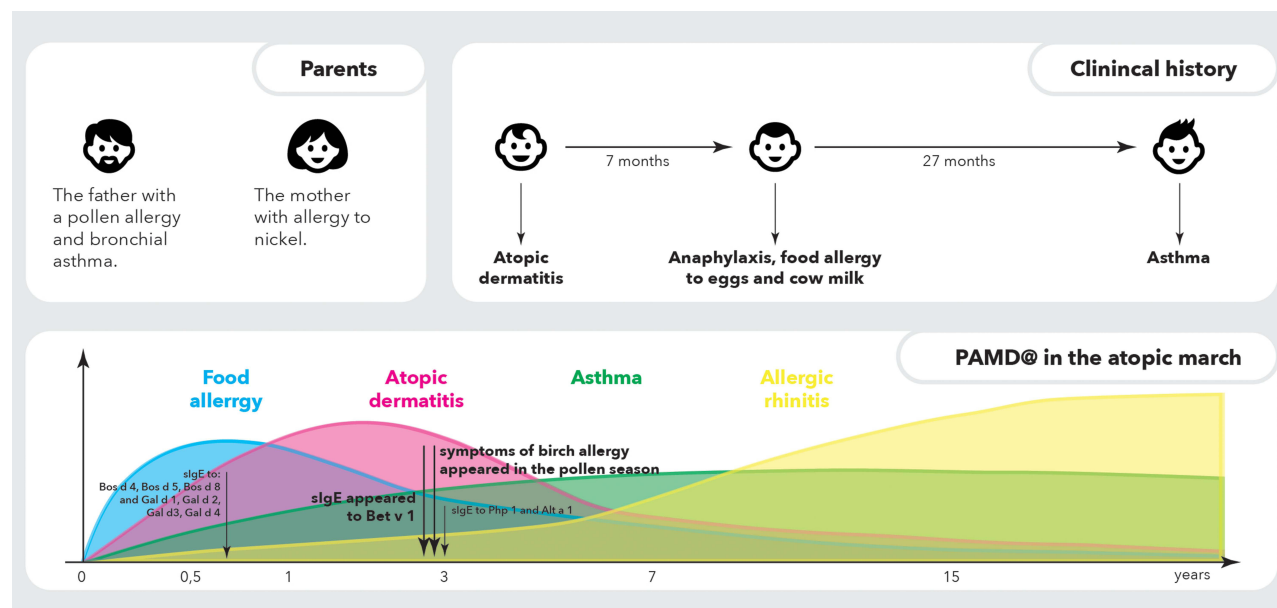 Parents
The father with
a pollen allergy
and bronchial
asthma.
The mother
with allergy to
nickel.
Clinincal history
7 months
27 months
Atopic
dermatitis
Anaphylaxis, food allergy
to eggs and cow milk
Asthma
PAMD@ in the atopic march
Food
allerrgy
Atopic
dermatitis
Asthma
Allergic
rhinitis
sIgE to:
Bos d 4, Bos d 5, Bos d 8
and Gal d 1, Gal d 2,
Gal d3, Gal d 4
symptoms of birch allergy
appeared in the pollen season
sIgE appeared
to Bet v 1
sIgE to Php 1 and Alt a 1
0
0,5
1
3
7
15
years